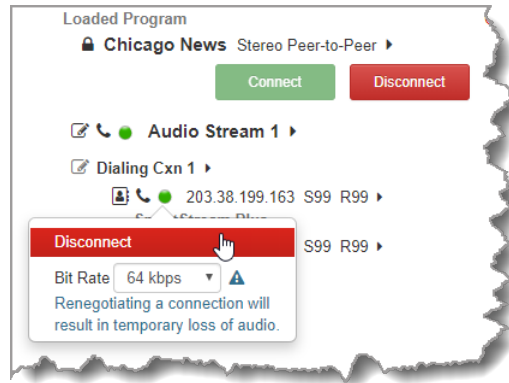 Loaded Program
Chicago News Stereo Peer-to-Peer
Connect Disconnect
Audio Stream 1
Dialing Cxn 1
203.38.199.163 S99 R99
Disconnect
S99 R99
Bit Rate 64 kbps
Renegotiating a connection will
result in temporary loss of audio.